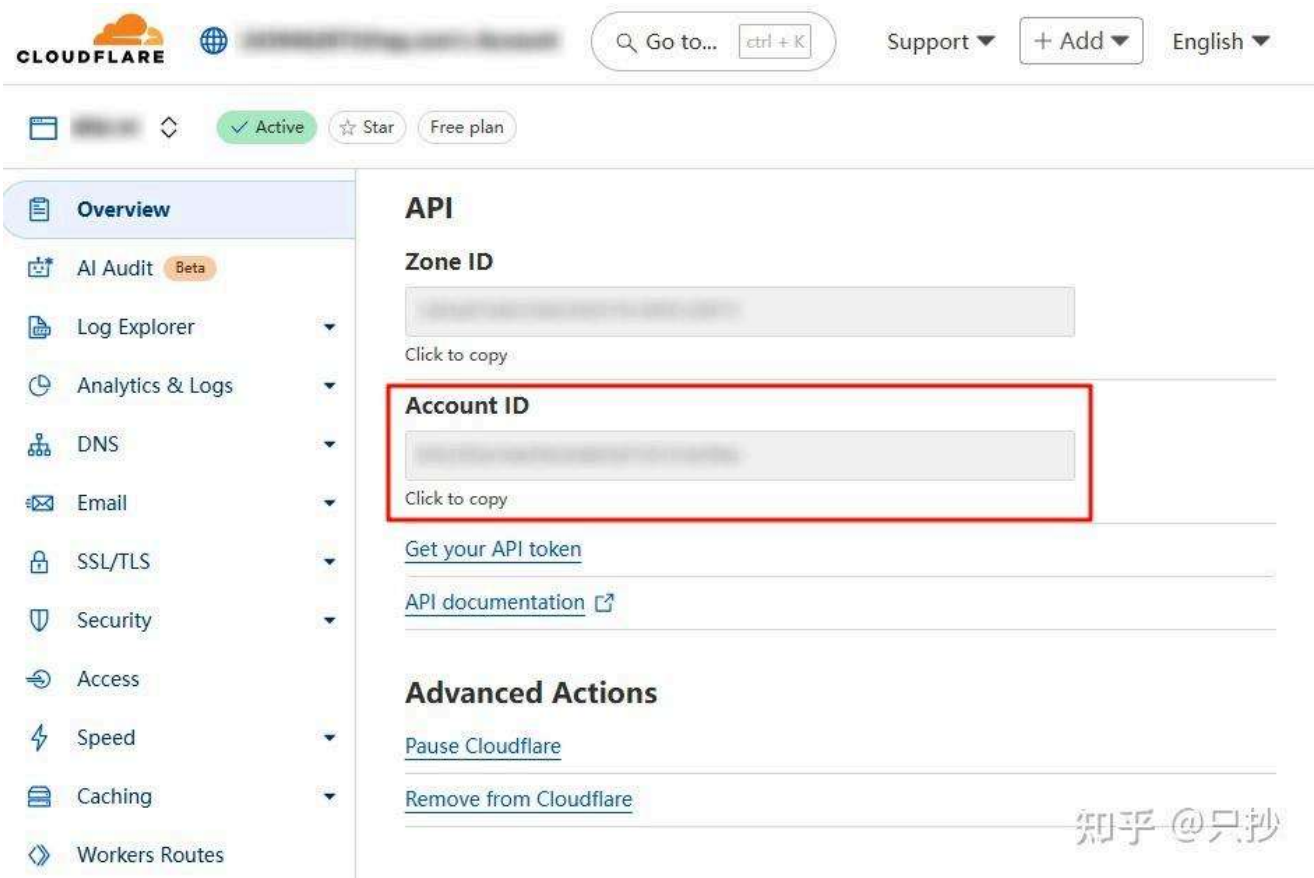 CLOUDFLARE
Go to... ctrl + K
Support
+ Add
English
Active
Star
Free plan
Overview
AI Audit Beta
Log Explorer
Analytics & Logs
DNS
Email
SSL/TLS
Security
Access
Speed
Caching
Workers Routes
API
Zone ID
Click to copy
Account ID
Click to copy
Get your API token
API documentation
Advanced Actions
Pause Cloudflare
Remove from Cloudflare
知乎 @只抄